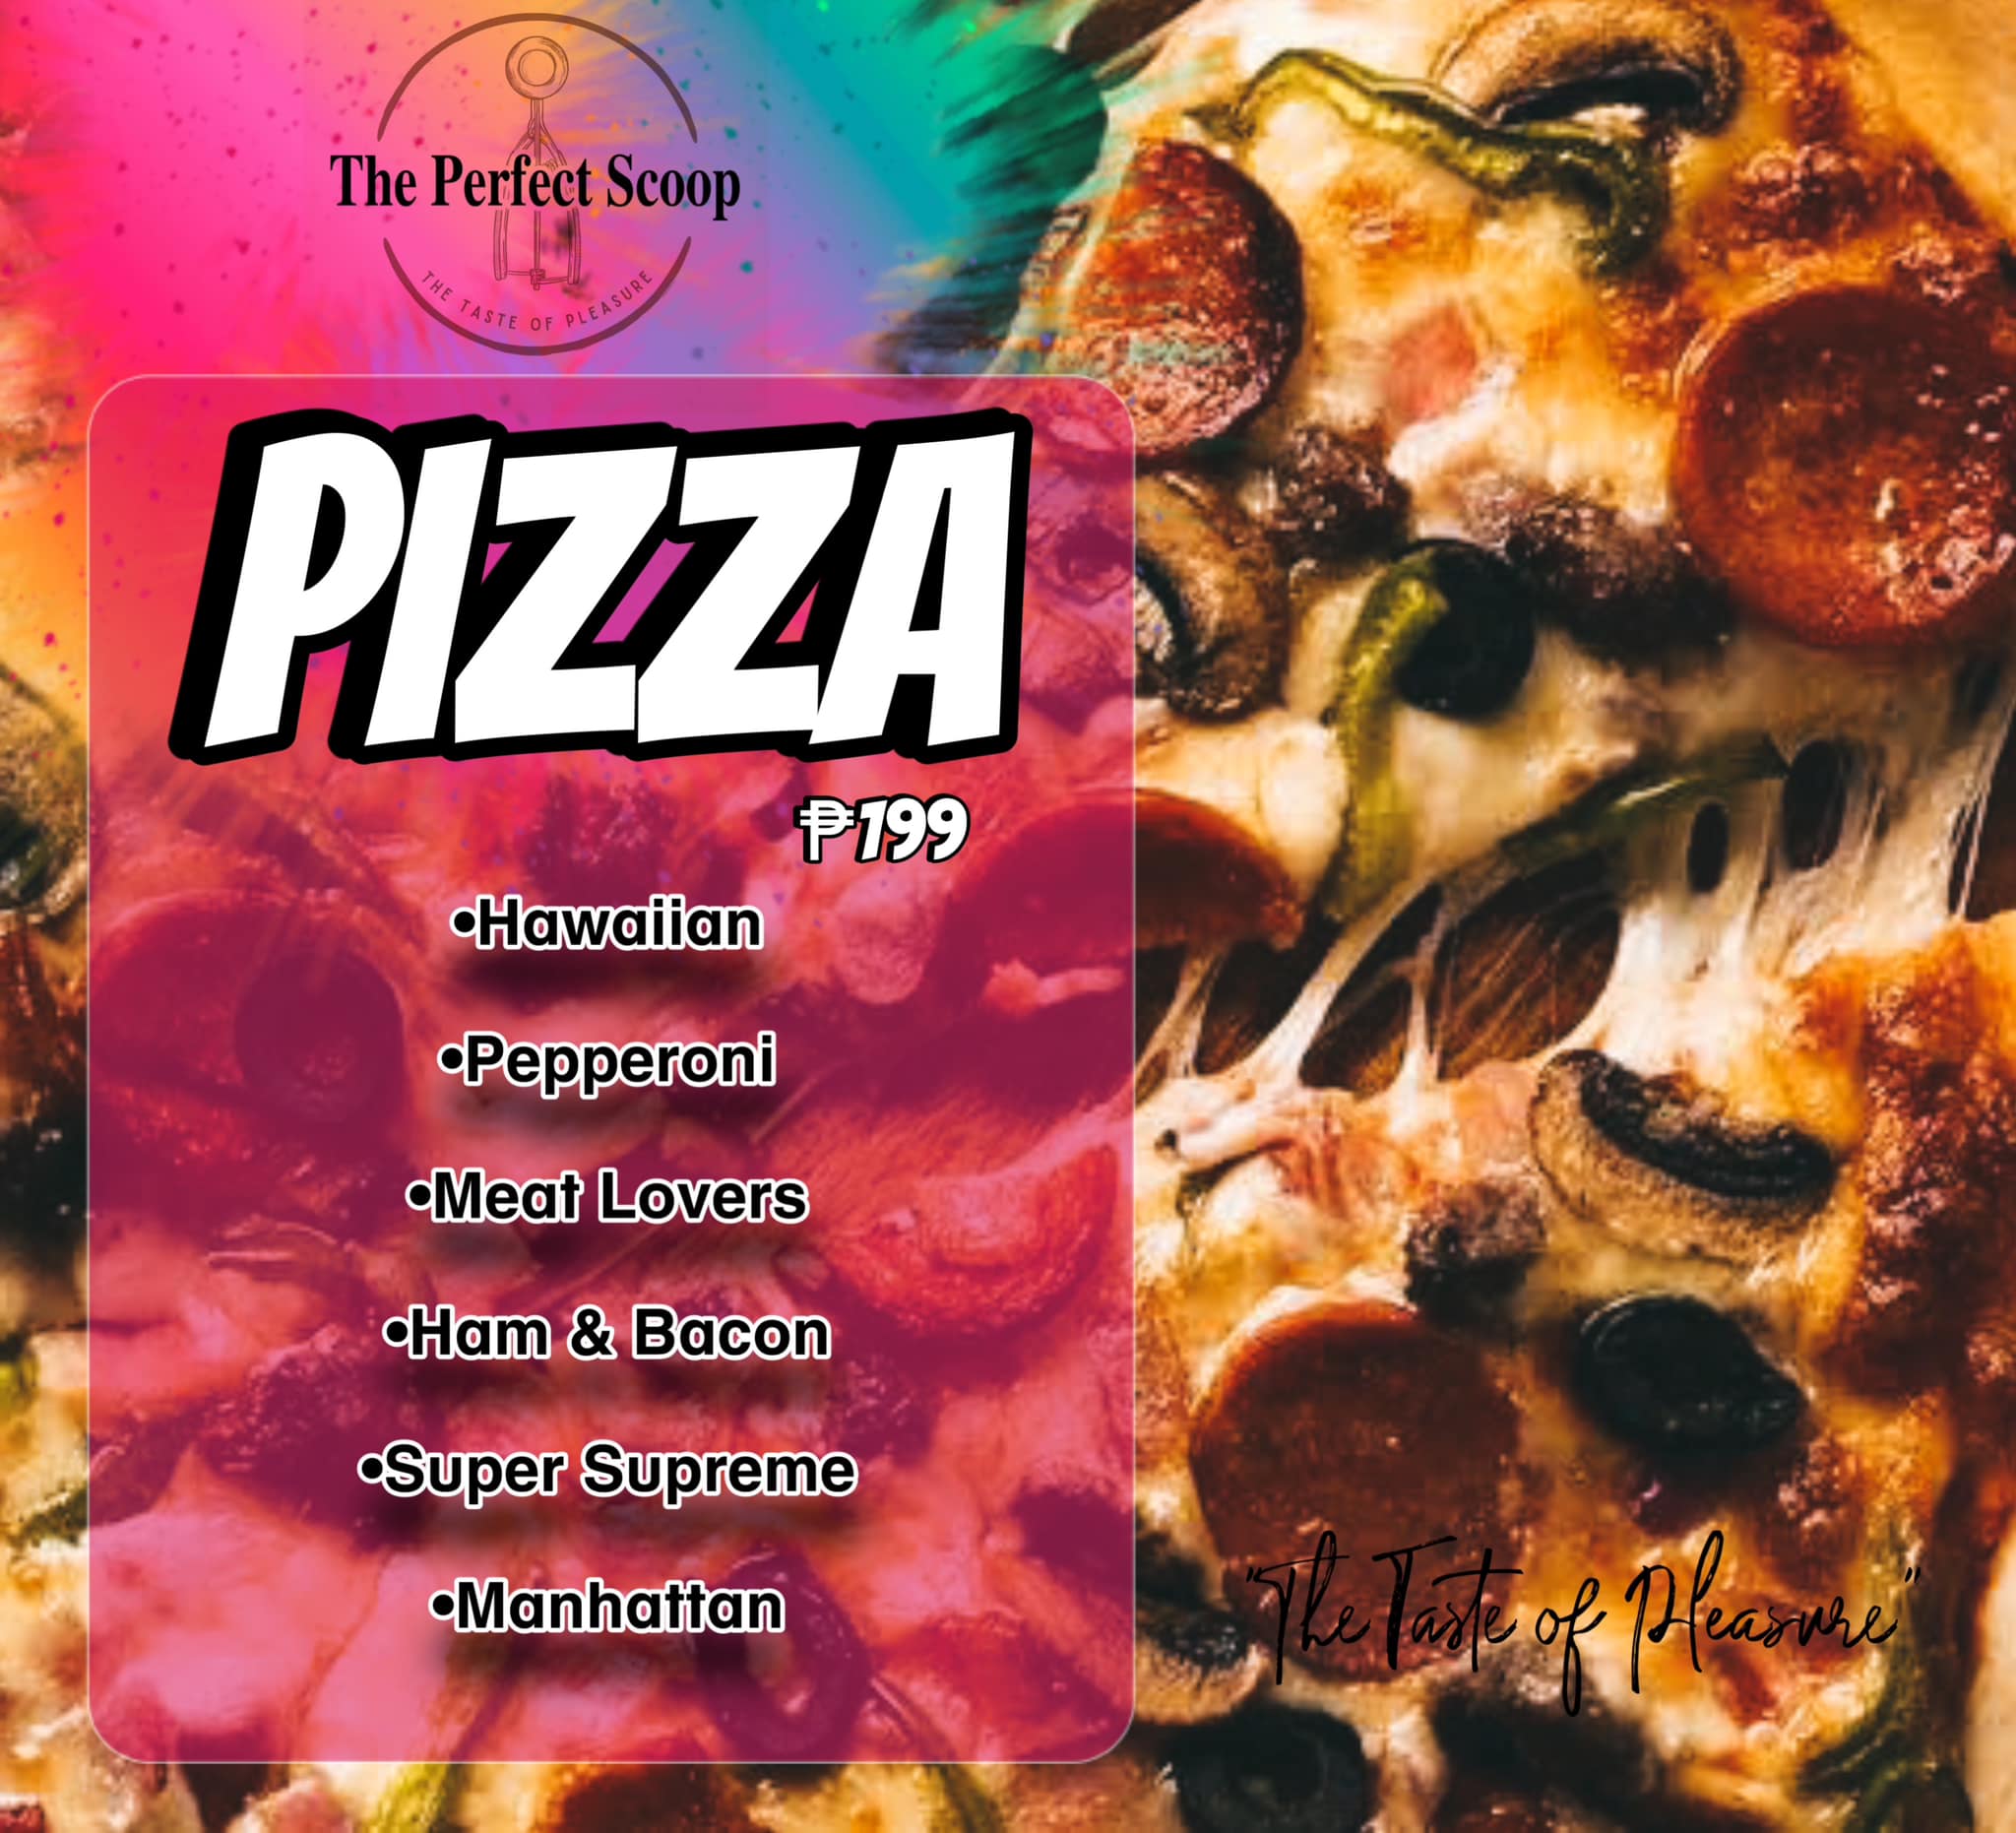 The Perfect Scoop
THE TASTE OF PLEASURE
PIZZA
₱199
•Hawaiian
•Pepperoni
•Meat Lovers
•Ham & Bacon
•Super Supreme
•Manhattan
"The Taste of Pleasure"